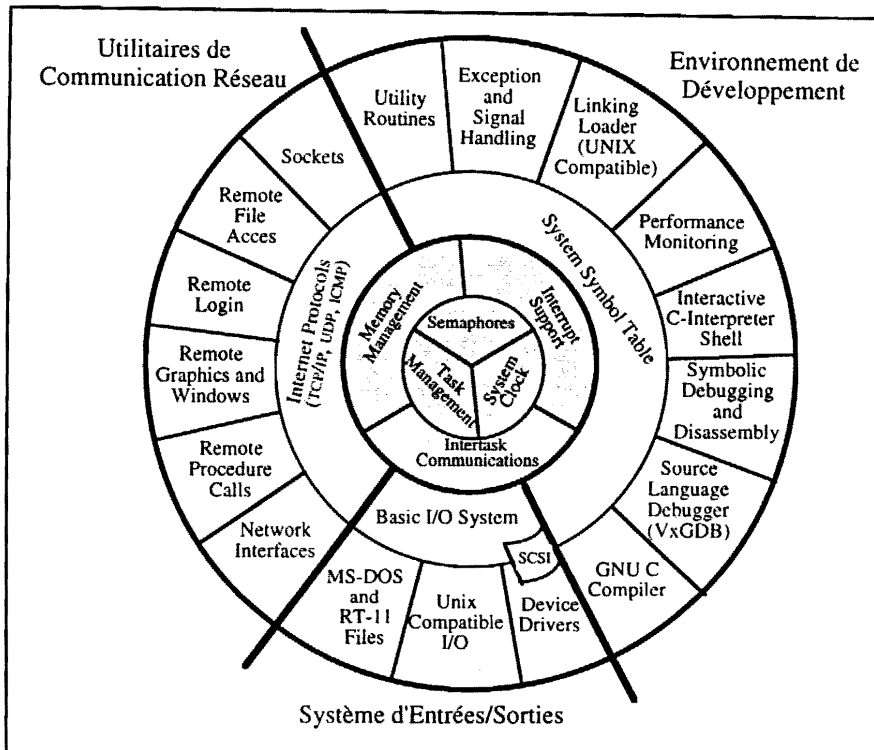 Utilitaires de
Communication Réseau
Environnement de
Développement
Utility
Routines
Exception
and
Signal
Handling
Linking
Loader
(UNIX
Compatible)
Performance
Monitoring
Interactive
C-Interpreter
Shell
Symbolic
Debugging
and
Disassembly
Source
Language
Debugger
(VxGDB)
GNU C
Compiler
Sockets
Remote
File
Acces
Remote
Login
Remote
Graphics and
Windows
Remote
Procedure
Calls
Network
Interfaces
Internet Protocols
(TCP/IP, UDP, ICMP)
System Symbol Table
Memory
Management
Interrupt
Support
Semaphores
Task
Management
System
Clock
Intertask
Communications
Basic I/O System
SCSI
MS-DOS
and
RT-11
Files
Unix
Compatible
I/O
Device
Drivers
Système d'Entrées/Sorties